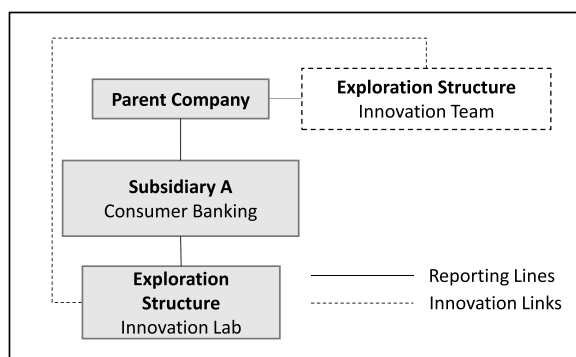 Exploration Structure
Innovation Team
Parent Company
Subsidiary A
Consumer Banking
Exploration
Structure
Innovation Lab
Reporting Lines
Innovation Links